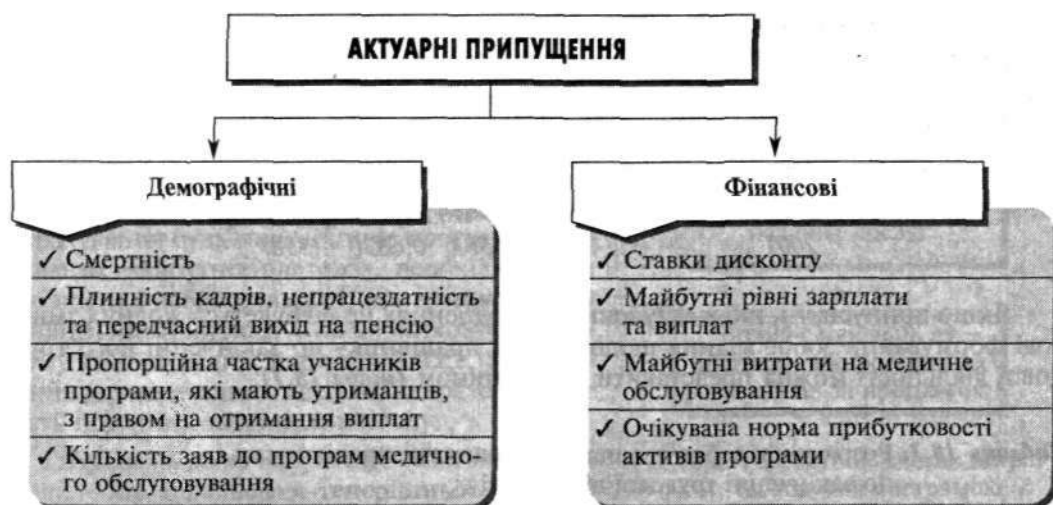 АКТУАРНІ ПРИПУЩЕННЯ
Демографічні
✓ Смертність
✓ Плинність кадрів, непрацездатність
та передчасний вихід на пенсію
✓ Пропорційна частка учасників
програми, які мають утриманців,
з правом на отримання виплат
✓ Кількість заяв до програм медично-
го обслуговування
Фінансові
✓ Ставки дисконту
✓ Майбутні рівні зарплати
та виплат
✓ Майбутні витрати на медичне
обслуговування
✓ Очікувана норма прибутковості
активів програми